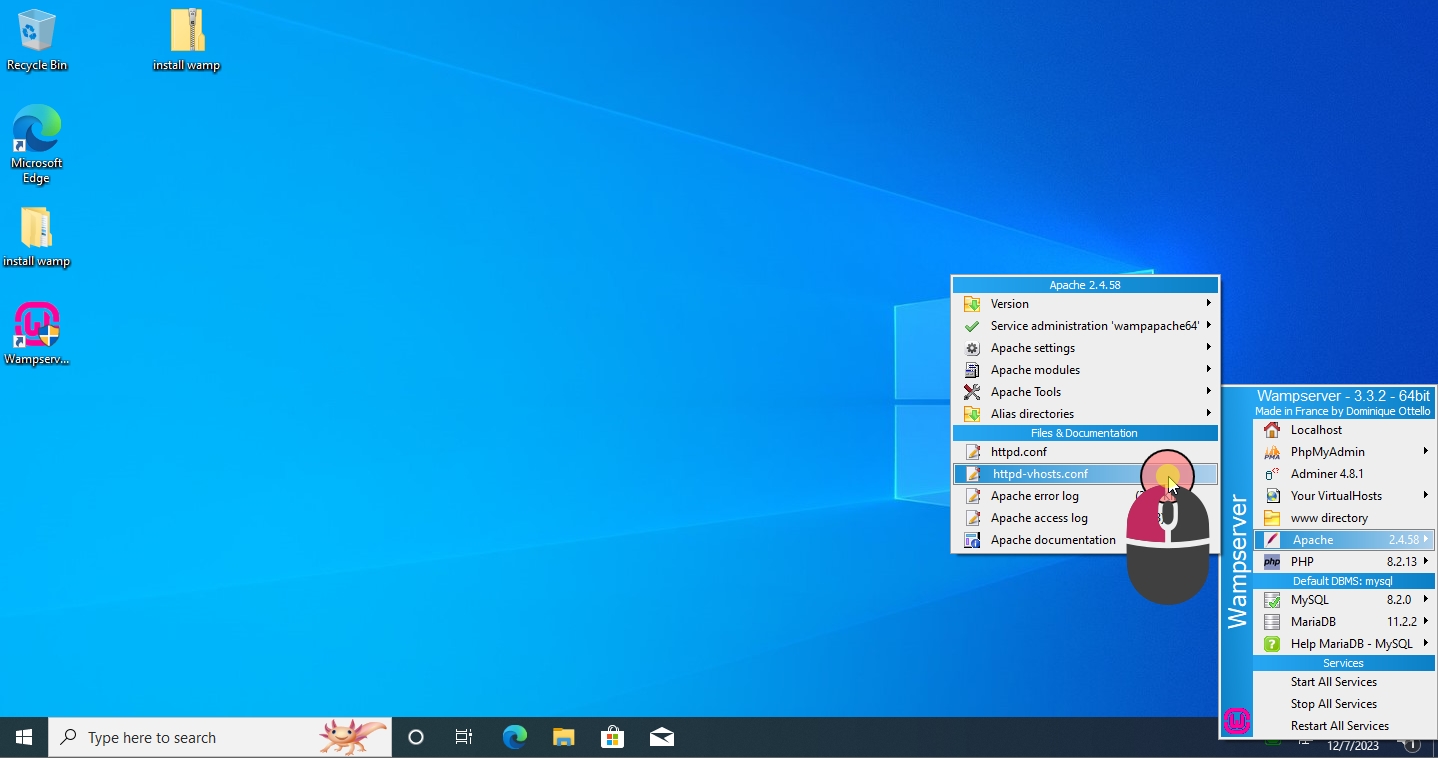 Recycle Bin
install wamp
Microsoft
Edge
install wamp
Wampserv...
Apache 2.4.58
Version
Service administration 'wampapache64'
Apache settings
Apache modules
Apache Tools
Alias directories
Files & Documentation
httpd.conf
httpd-vhosts.conf
Apache error log
Apache access log
Apache documentation
Wampserver - 3.3.2 - 64bit
Made in France by Dominique Ottello
Wampserver
Localhost
PhpMyAdmin
Adminer 4.8.1
Your VirtualHosts
www directory
Apache 2.4.58
PHP 8.2.13
Default DBMS: mysql
MySQL 8.2.0
MariaDB 11.2.2
Help MariaDB - MySQL
Services
Start All Services
Stop All Services
Restart All Services
Type here to search
12/7/2023
1